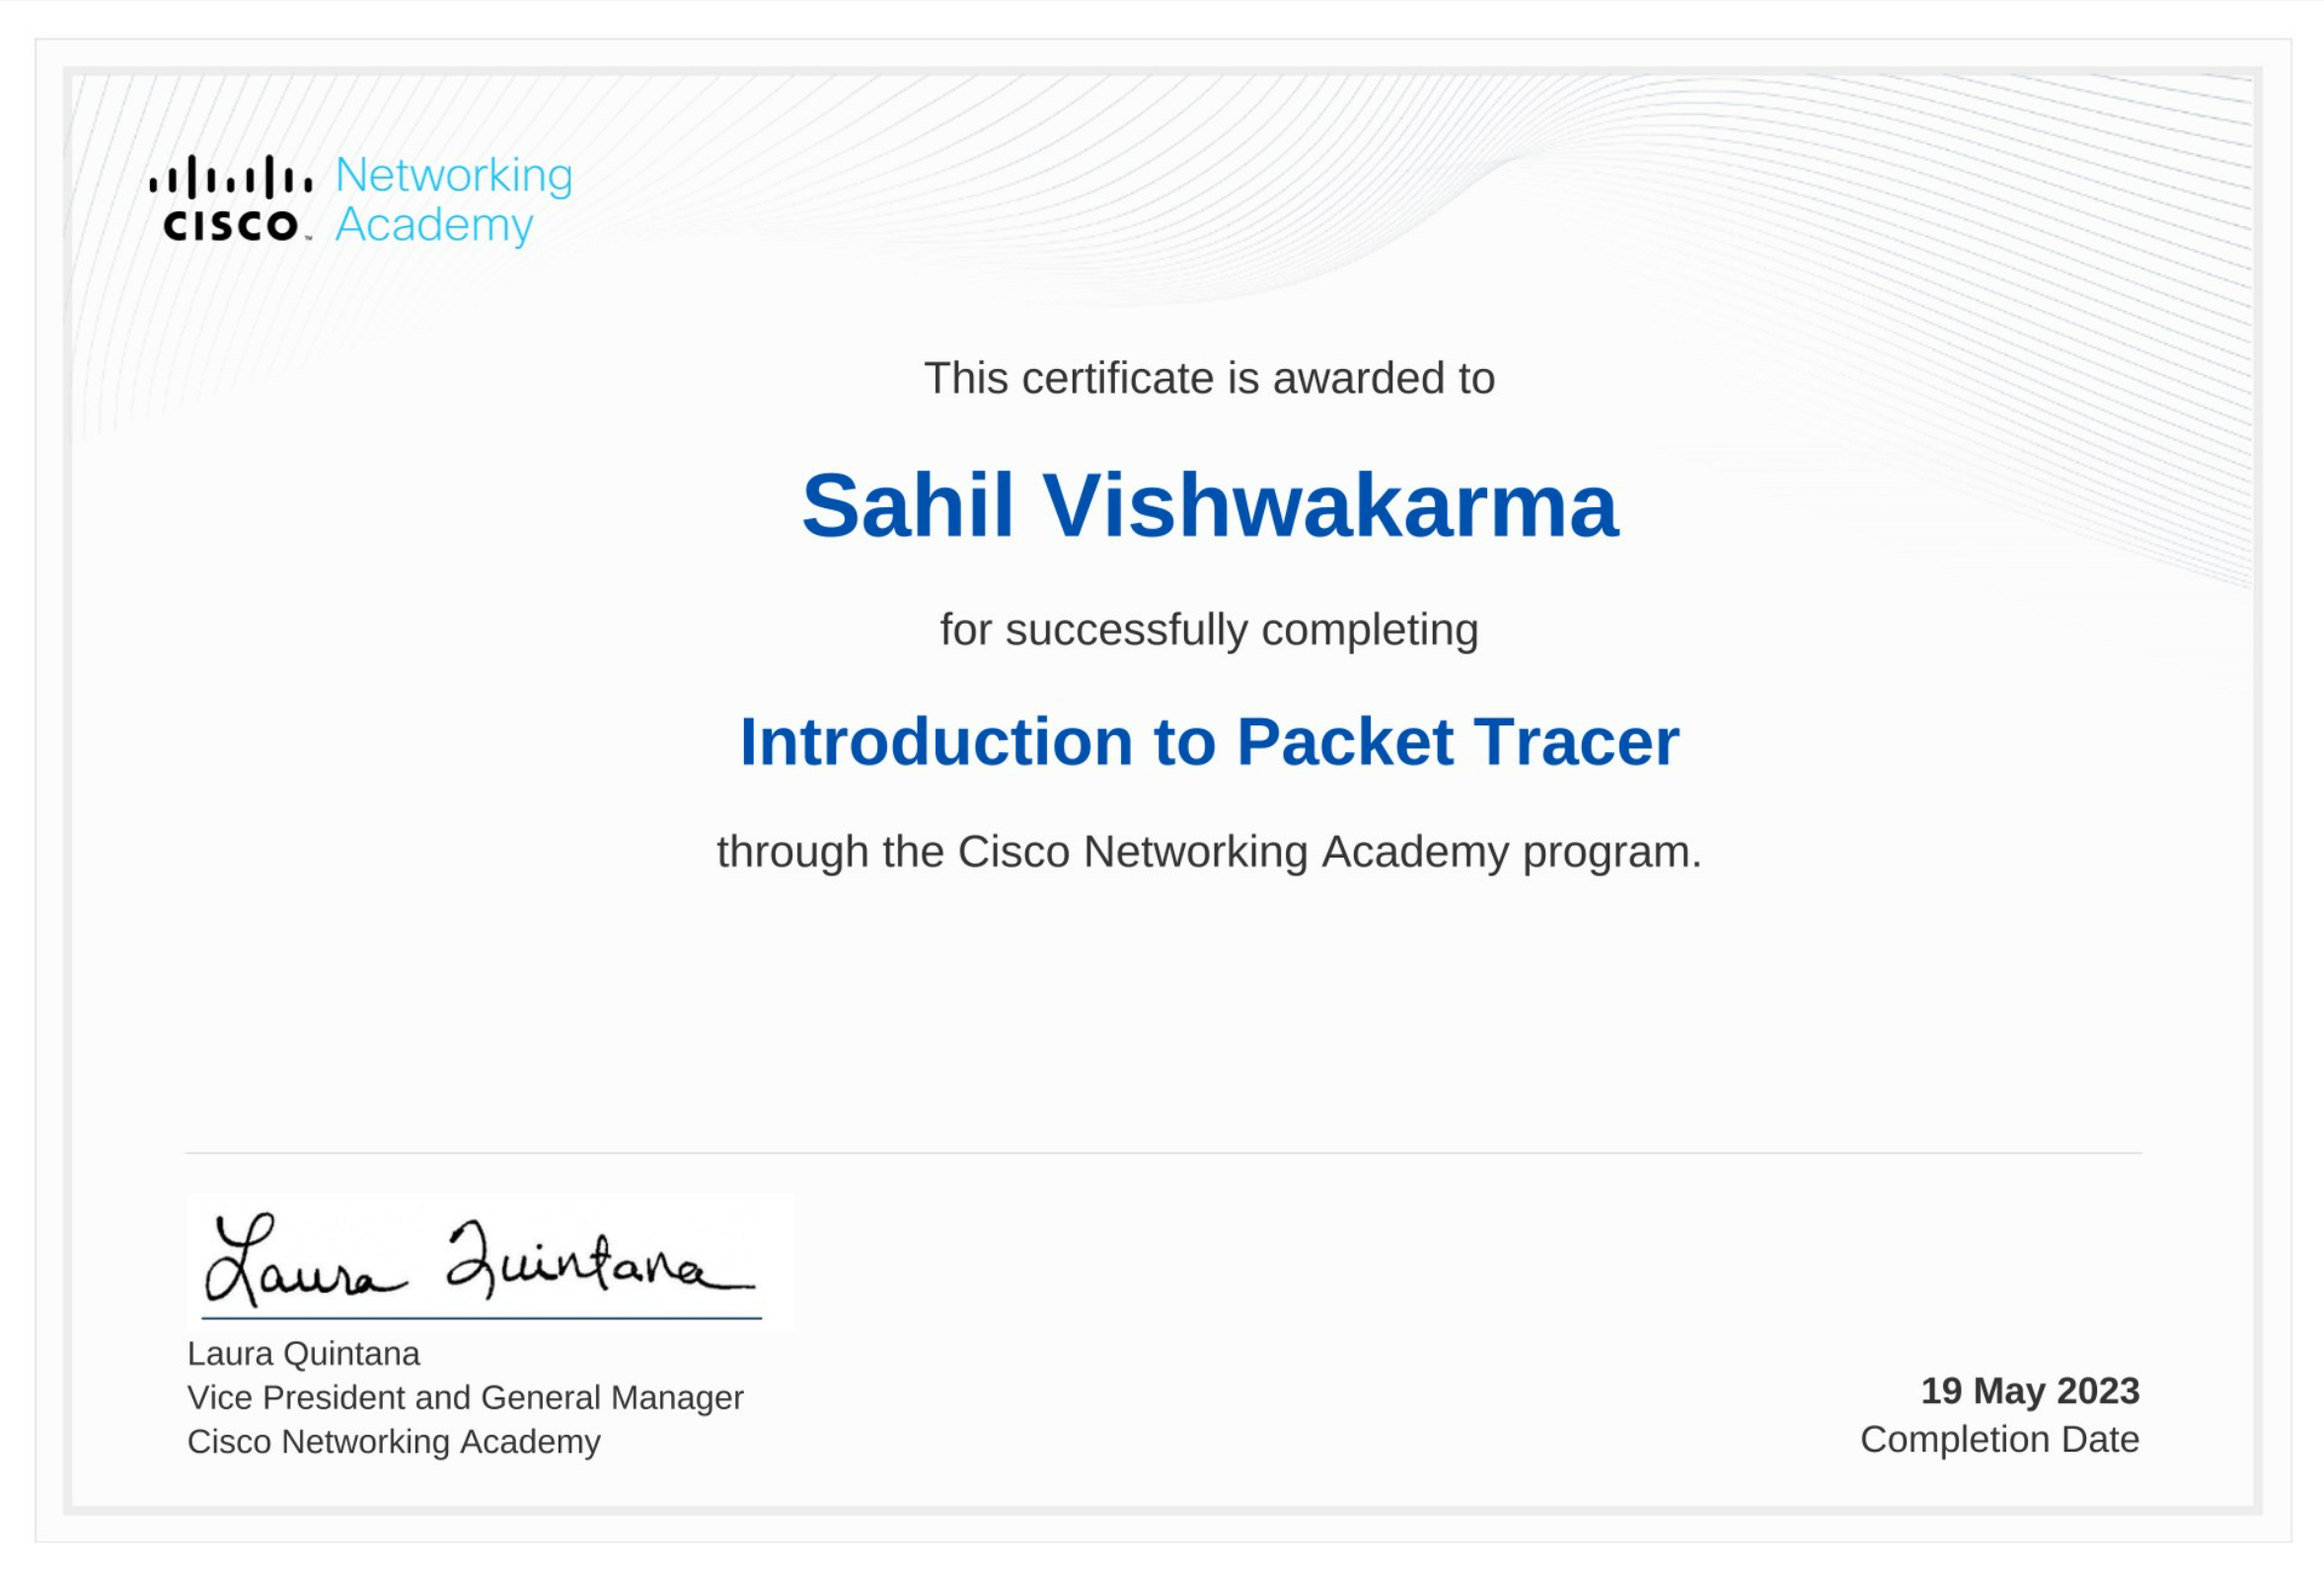 CISCO™ Networking
Academy
This certificate is awarded to
Sahil Vishwakarma
for successfully completing
Introduction to Packet Tracer
through the Cisco Networking Academy program.
Laura Quintana
Laura Quintana
Vice President and General Manager
Cisco Networking Academy
19 May 2023
Completion Date